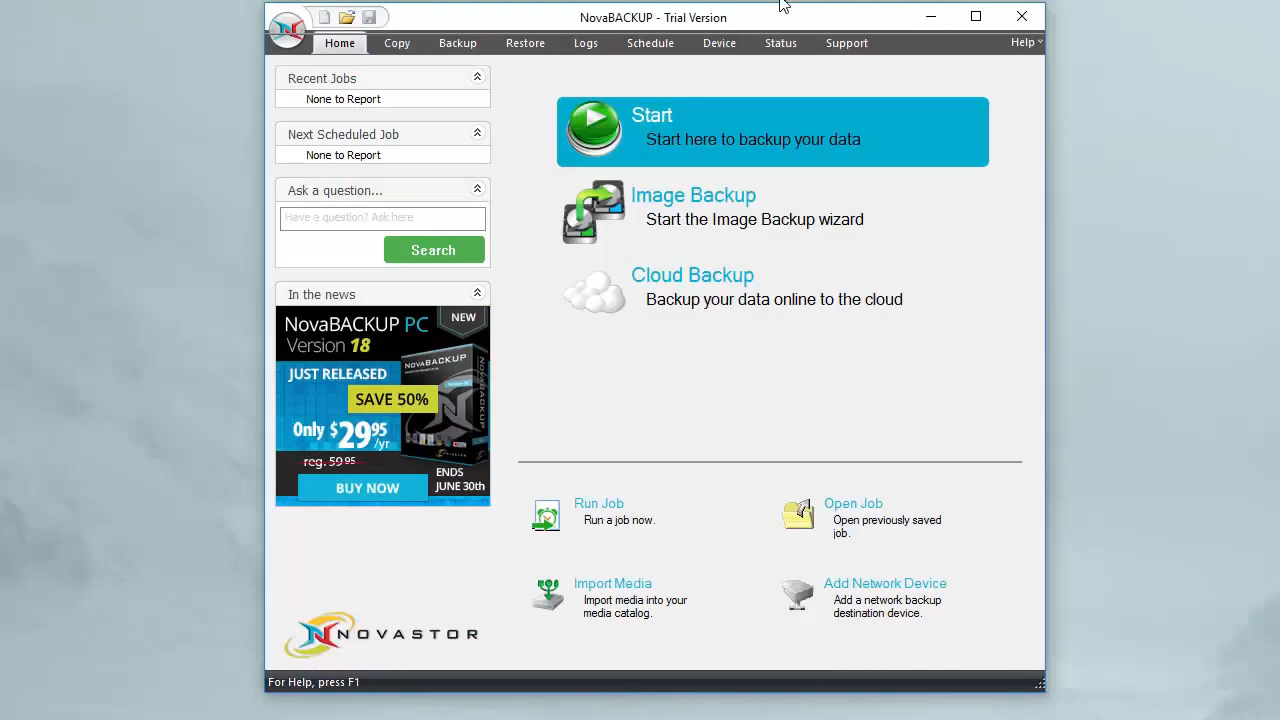 NovaBACKUP - Trial Version
Home Copy Backup Restore Logs Schedule Device Status Support Help
Recent Jobs
None to Report
Next Scheduled Job
None to Report
Ask a question...
Have a question? Ask here
Search
In the news
NovaBACKUP PC
Version 18
NEW
JUST RELEASED
SAVE 50%
Only $29.95 /yr
reg. 59.95
BUY NOW
ENDS
JUNE 30th
NOVABACKUP
NOVABACKUP
NOVASTOR
Start
Start here to backup your data
Image Backup
Start the Image Backup wizard
Cloud Backup
Backup your data online to the cloud
Run Job
Run a job now.
Open Job
Open previously saved
job.
Import Media
Import media into your
media catalog.
Add Network Device
Add a network backup
destination device.
For Help, press F1